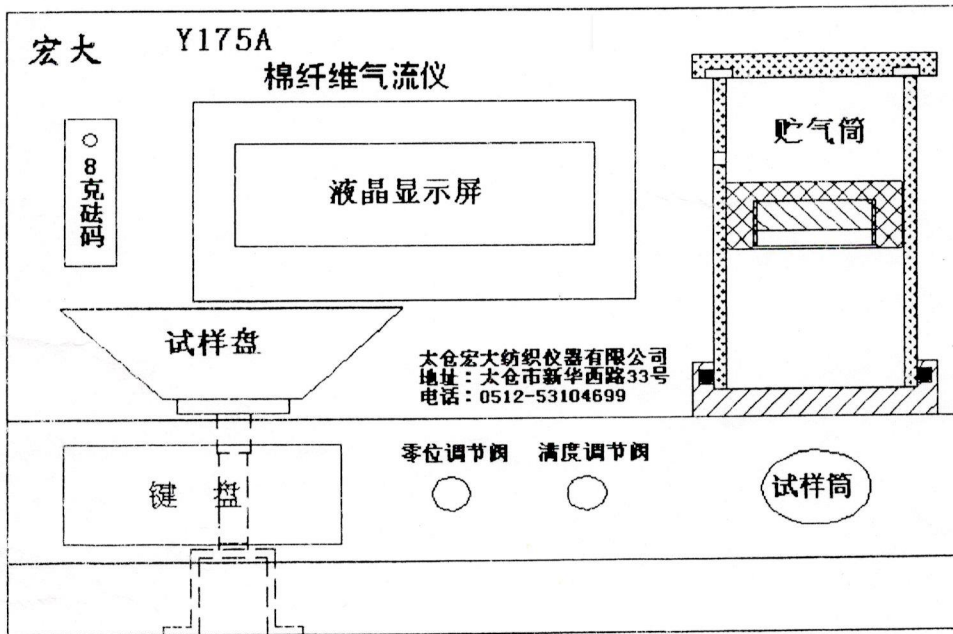 宏大
Y175A
棉纤维气流仪
8克砝码
液晶显示屏
贮气筒
试样盘
太仓宏大纺织仪器有限公司
地址：太仓市新华西路33号
电话：0512-53104699
零位调节阀
满度调节阀
键 盘
试样筒